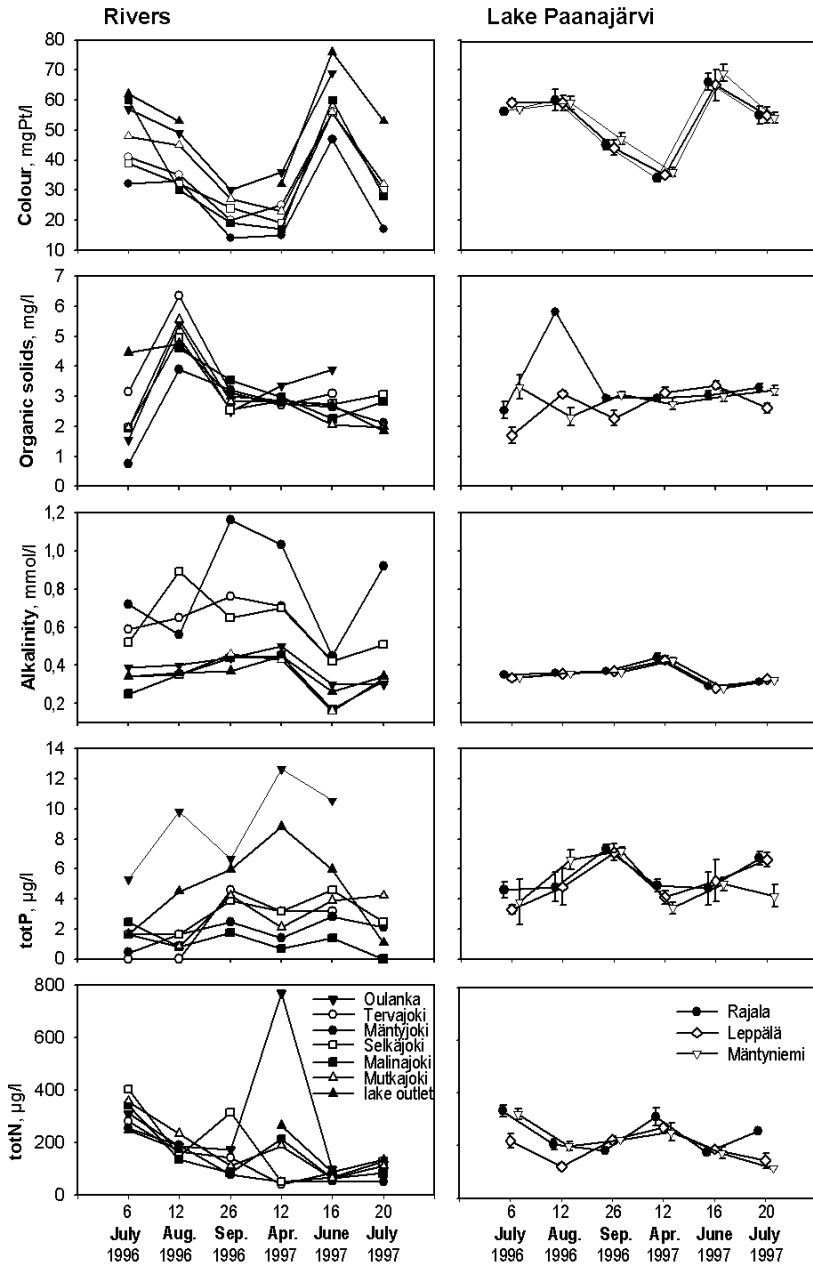 Rivers
Lake Paanajärvi
Colour, mgPt/l
80
70
60
50
40
30
20
10
Organic solids, mg/l
7
6
5
4
3
2
1
0
Alkalinity, mmol/l
1,2
1,0
0,8
0,6
0,4
0,2
totP, µg/l
14
12
10
8
6
4
2
0
totN, µg/l
800
600
400
200
0
Oulanka
Tervajoki
Mäntyjoki
Selkäjoki
Malinajoki
Mutkajoki
lake outlet
Rajala
Leppälä
Mäntyniemi
6 12 26 12 16 20
July Aug. Sep. Apr. June July
1996 1996 1996 1997 1997 1997
6 12 26 12 16 20
July Aug. Sep. Apr. June July
1996 1996 1996 1997 1997 1997